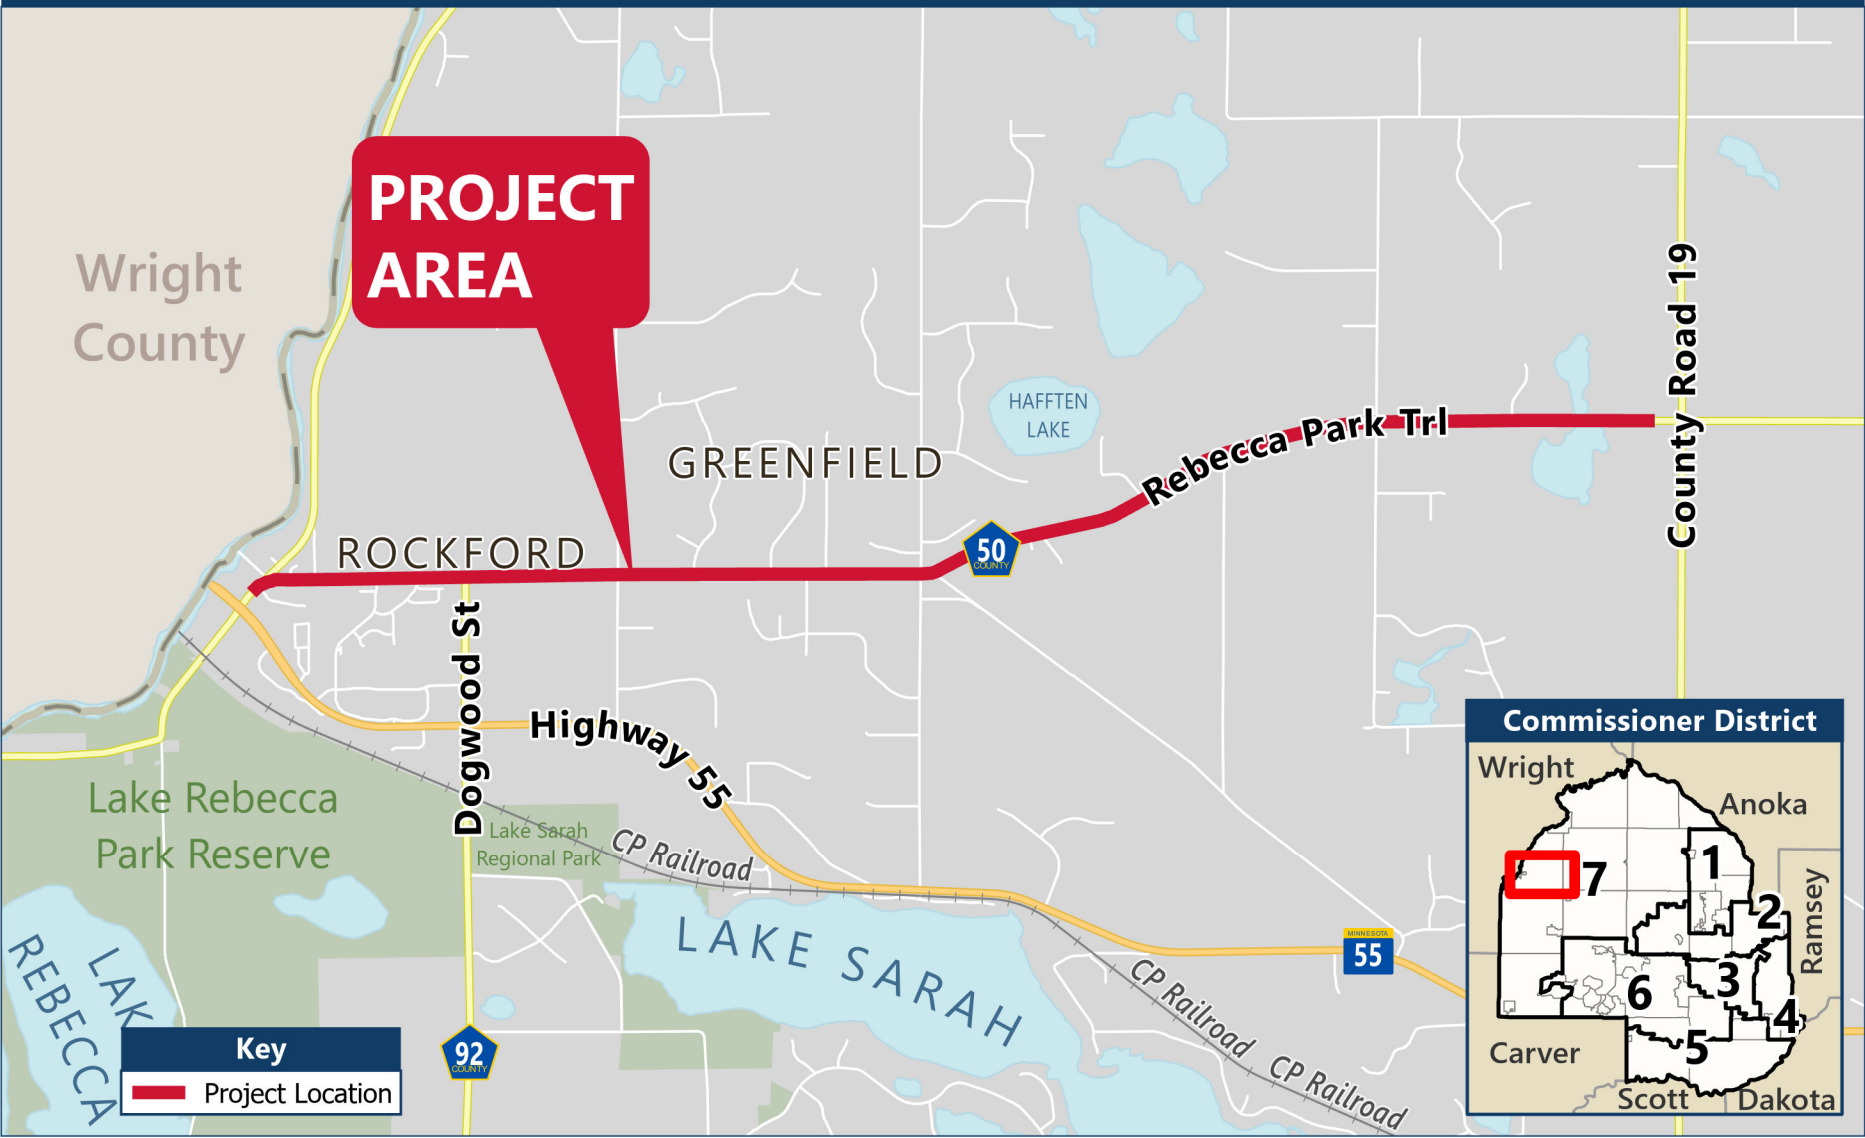 PROJECT
AREA
Wright
County
County Road 19
HAFFTEN
LAKE
Rebecca Park Trl
GREENFIELD
ROCKFORD
50
COUNTY
Dogwood St
Highway 55
Lake Rebecca
Park Reserve
Lake Sarah
Regional Park
CP Railroad
LAKE SARAH
MINNESOTA
55
CP Railroad
CP Railroad
LAK
REBECCA
92
COUNTY
Key
Project Location
Commissioner District
Wright
Anoka
1
7
2
Ramsey
3
6
4
5
Carver
Scott
Dakota